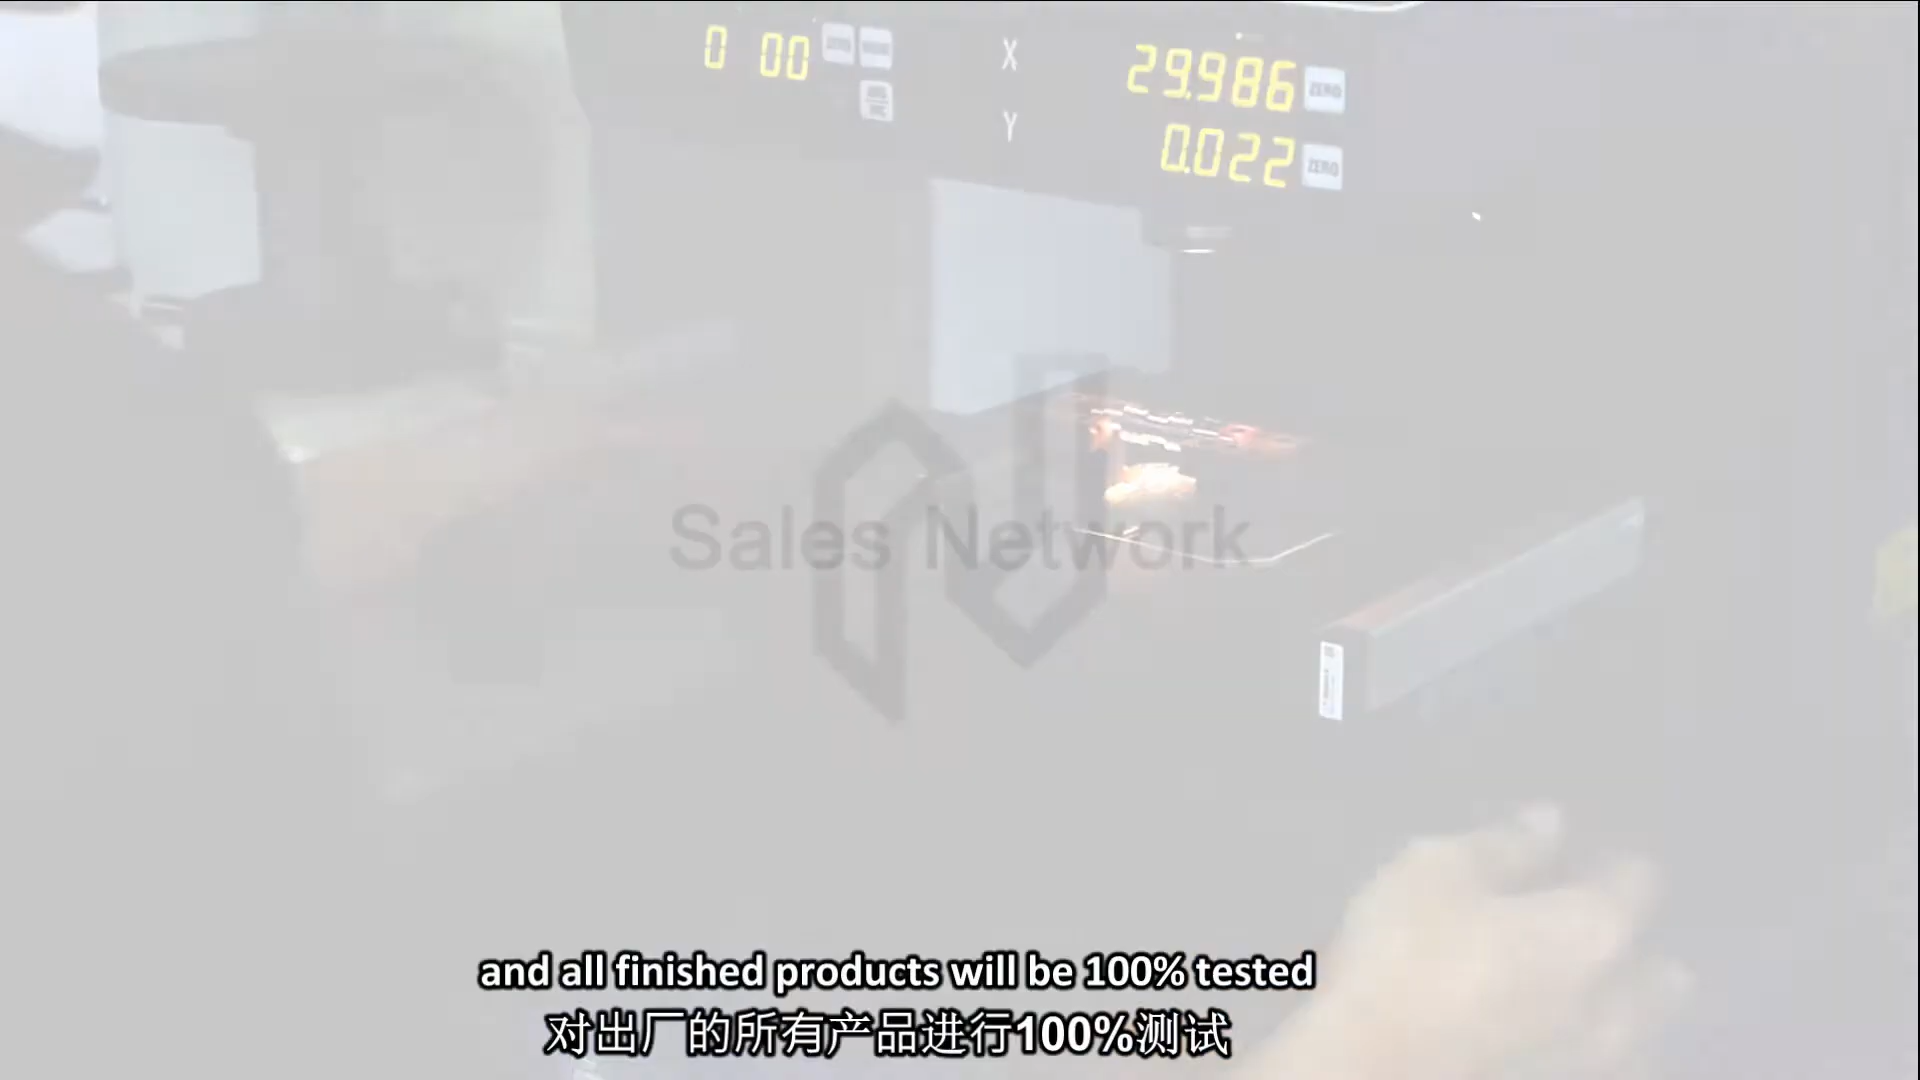 0 00
X 29.986 ZERO
Y 0.022 ZERO
Sales Network
and all finished products will be 100% tested
对出厂的所有产品进行100%测试